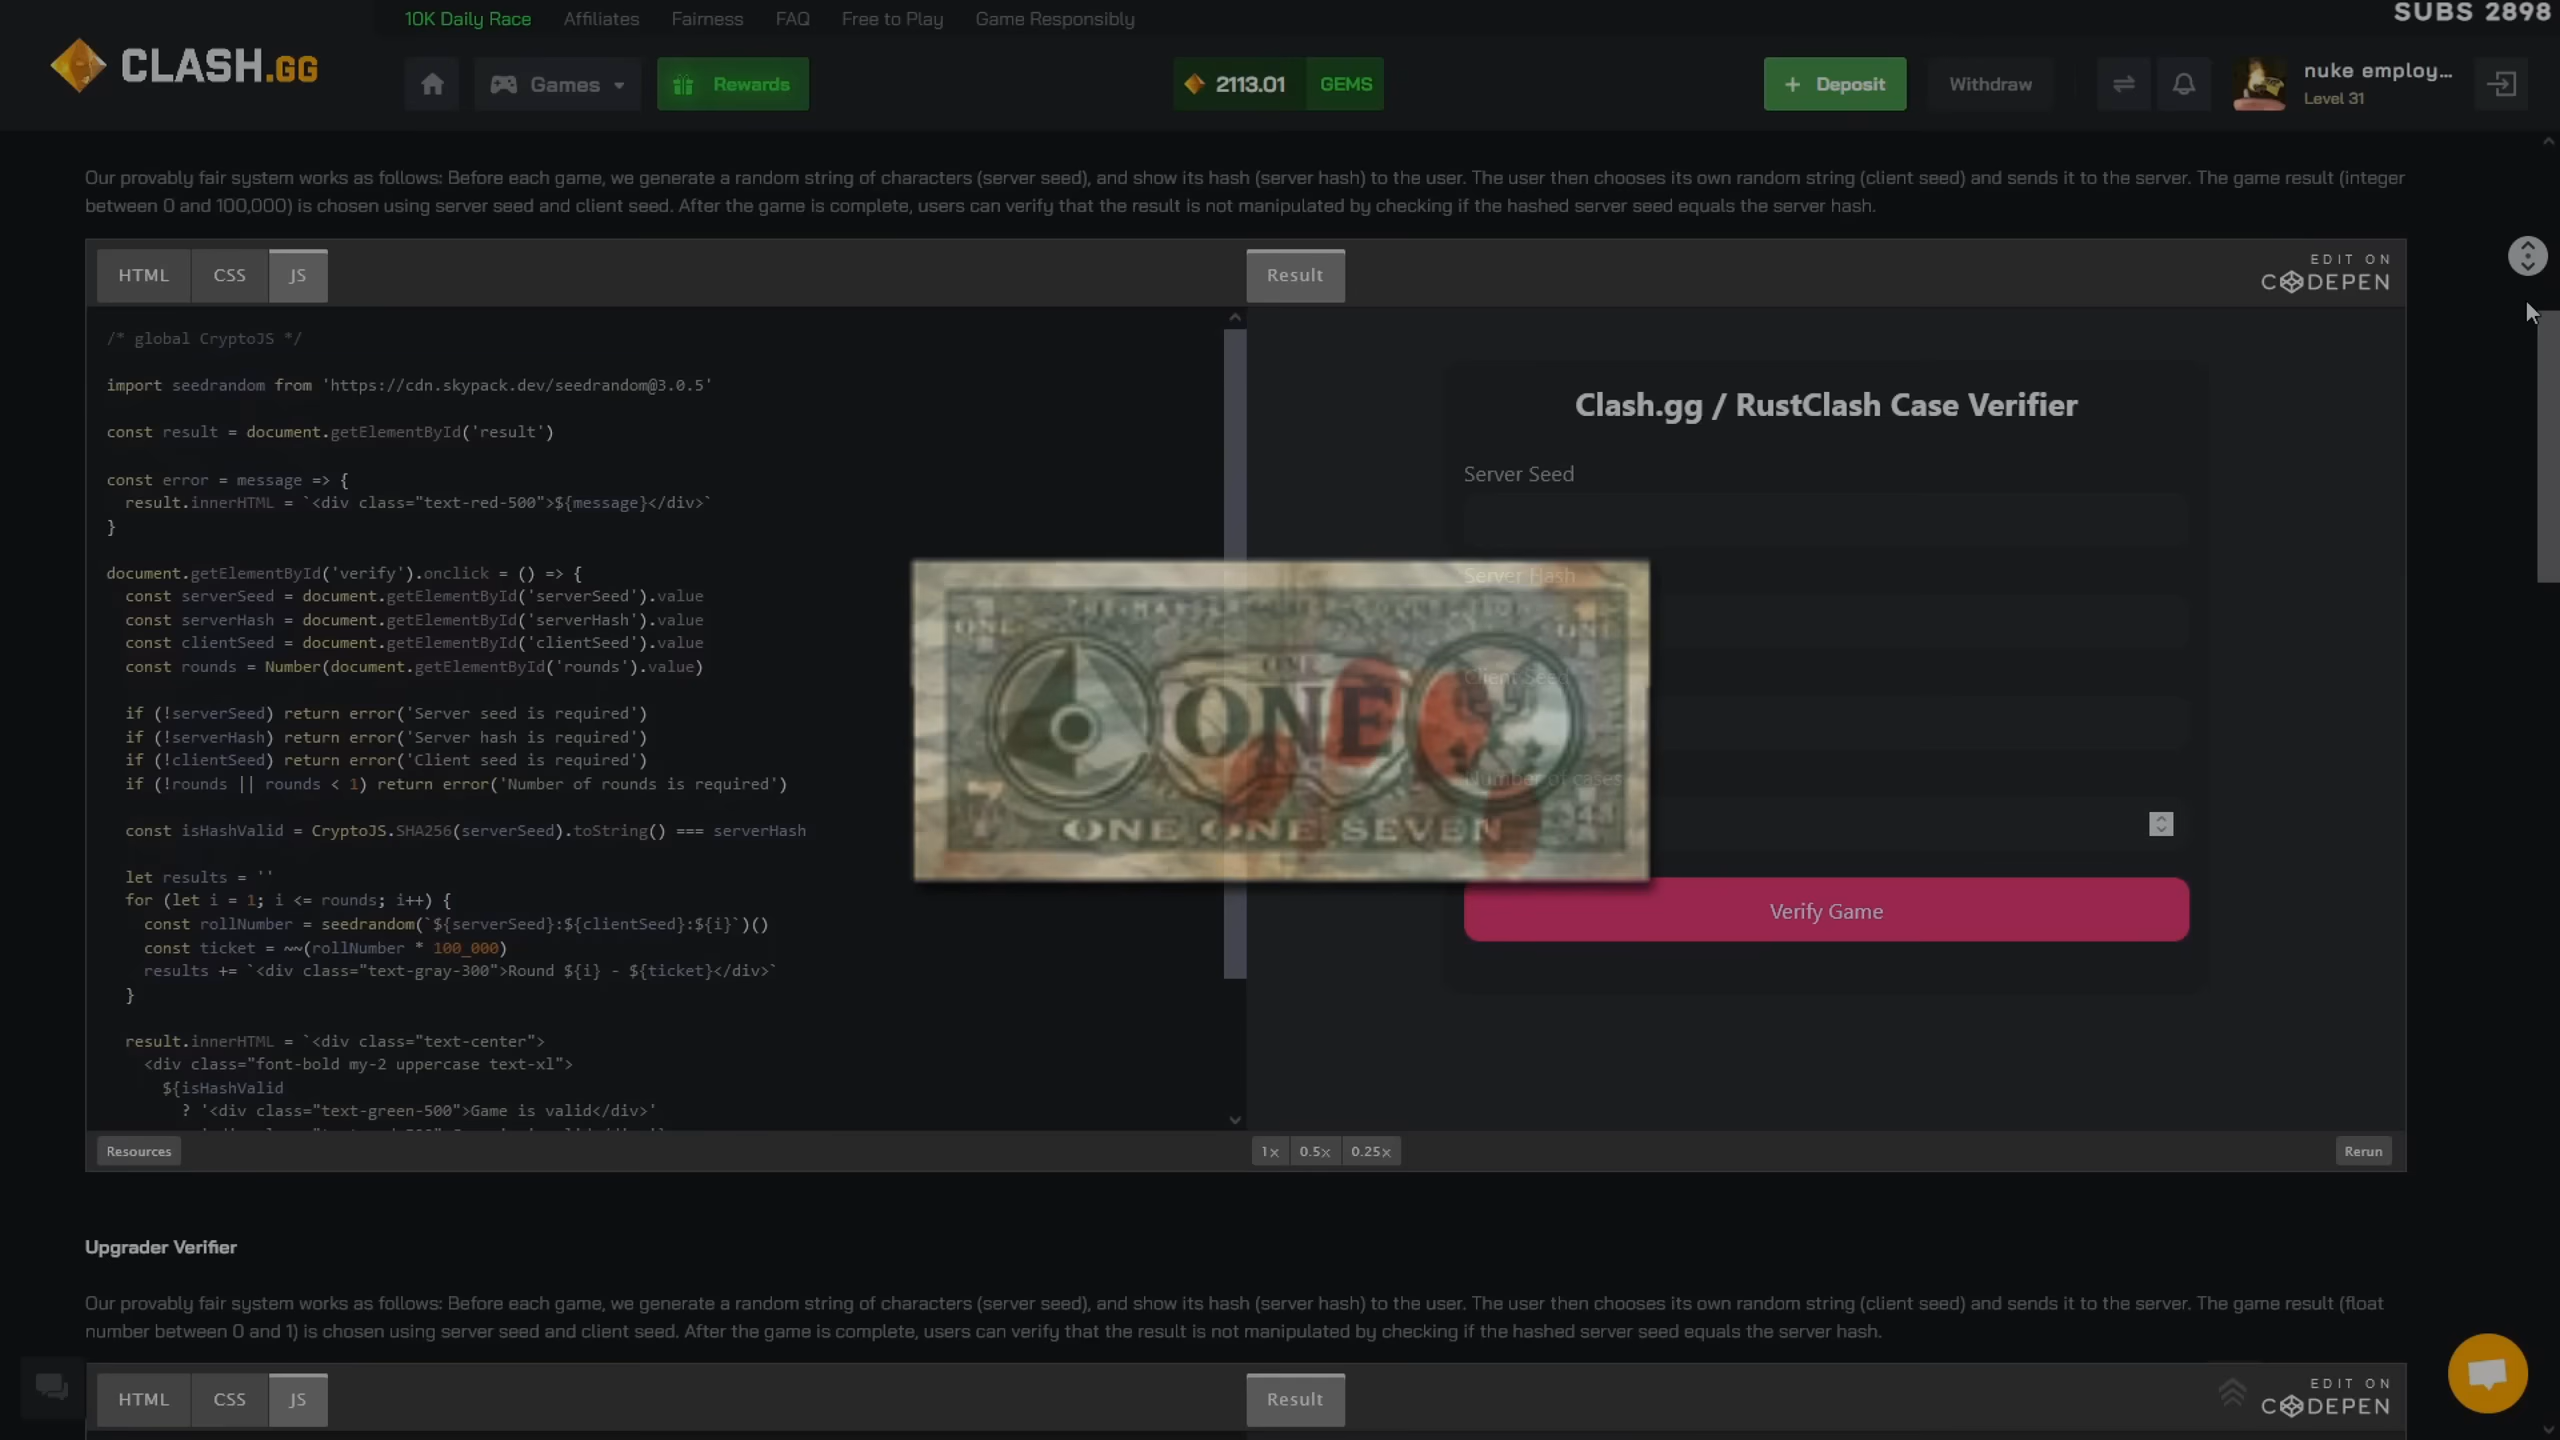 10K Daily Race Affiliates Fairness FAQ Free to Play Game Responsibly
SUBS 2898
CLASH.GG
Games
Rewards
2113.01 GEMS
+ Deposit
Withdraw
nuke employ...
Level 31
Our provably fair system works as follows: Before each game, we generate a random string of characters (server seed), and show its hash (server hash) to the user. The user then chooses its own random string (client seed) and sends it to the server. The game result (integer
between 0 and 100,000) is chosen using server seed and client seed. After the game is complete, users can verify that the result is not manipulated by checking if the hashed server seed equals the server hash.
HTML CSS JS
Result
EDIT ON
CODEPEN
/* global CryptoJS */
import seedrandom from 'https://cdn.skypack.dev/seedrandom@3.0.5'
const result = document.getElementById('result')
const error = message => {
result.innerHTML = `<div class="text-red-500">${message}</div>`
}
document.getElementById('verify').onclick = () => {
const serverSeed = document.getElementById('serverSeed').value
const serverHash = document.getElementById('serverHash').value
const clientSeed = document.getElementById('clientSeed').value
const rounds = Number(document.getElementById('rounds').value)
if (!serverSeed) return error('Server seed is required')
if (!serverHash) return error('Server hash is required')
if (!clientSeed) return error('Client seed is required')
if (!rounds || rounds < 1) return error('Number of rounds is required')
const isHashValid = CryptoJS.SHA256(serverSeed).toString() === serverHash
let results = ''
for (let i = 1; i <= rounds; i++) {
const rollNumber = seedrandom(`${serverSeed}:${clientSeed}:${i}`)()
const ticket = ~~(rollNumber * 100_000)
results += `<div class="text-gray-300">Round ${i} - ${ticket}</div>`
}
result.innerHTML = `<div class="text-center">
<div class="font-bold my-2 uppercase text-xl">
${isHashValid
? '<div class="text-green-500">Game is valid</div>'
Clash.gg / RustClash Case Verifier
Server Seed
Server Hash
Client Seed
Number of cases
Verify Game
ONE
ONE
ONE
ONE
ONE ONE SEVEN
Resources
1x 0.5x 0.25x
Rerun
Upgrader Verifier
Our provably fair system works as follows: Before each game, we generate a random string of characters (server seed), and show its hash (server hash) to the user. The user then chooses its own random string (client seed) and sends it to the server. The game result (float
number between 0 and 1) is chosen using server seed and client seed. After the game is complete, users can verify that the result is not manipulated by checking if the hashed server seed equals the server hash.
HTML CSS JS
Result
EDIT ON
CODEPEN